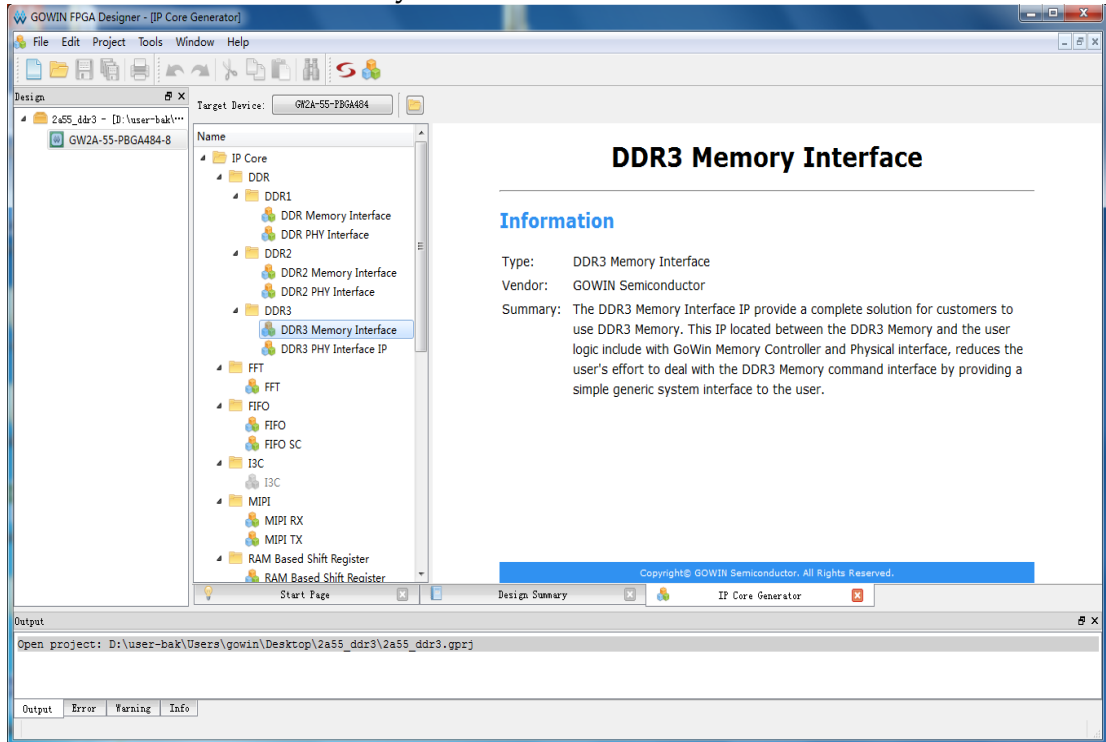 GOWIN FPGA Designer - [IP Core Generator]
File Edit Project Tools Window Help
Design
Target Device: GW2A-55-PBGA484
2a55_ddr3 - [D:\user-bak\...
GW2A-55-PBGA484-8
Name
IP Core
DDR
DDR1
DDR Memory Interface
DDR PHY Interface
DDR2
DDR2 Memory Interface
DDR2 PHY Interface
DDR3
DDR3 Memory Interface
DDR3 PHY Interface IP
FFT
FFT
FIFO
FIFO
FIFO SC
I3C
I3C
MIPI
MIPI RX
MIPI TX
RAM Based Shift Register
RAM Based Shift Register
DDR3 Memory Interface
Information
Type: DDR3 Memory Interface
Vendor: GOWIN Semiconductor
Summary: The DDR3 Memory Interface IP provide a complete solution for customers to
use DDR3 Memory. This IP located between the DDR3 Memory and the user
logic include with GoWin Memory Controller and Physical interface, reduces the
user's effort to deal with the DDR3 Memory command interface by providing a
simple generic system interface to the user.
Copyright© GOWIN Semiconductor. All Rights Reserved.
Start Page Design Summary IP Core Generator
Output
Open project: D:\user-bak\Users\gowin\Desktop\2a55_ddr3\2a55_ddr3.gprj
Output Error Warning Info